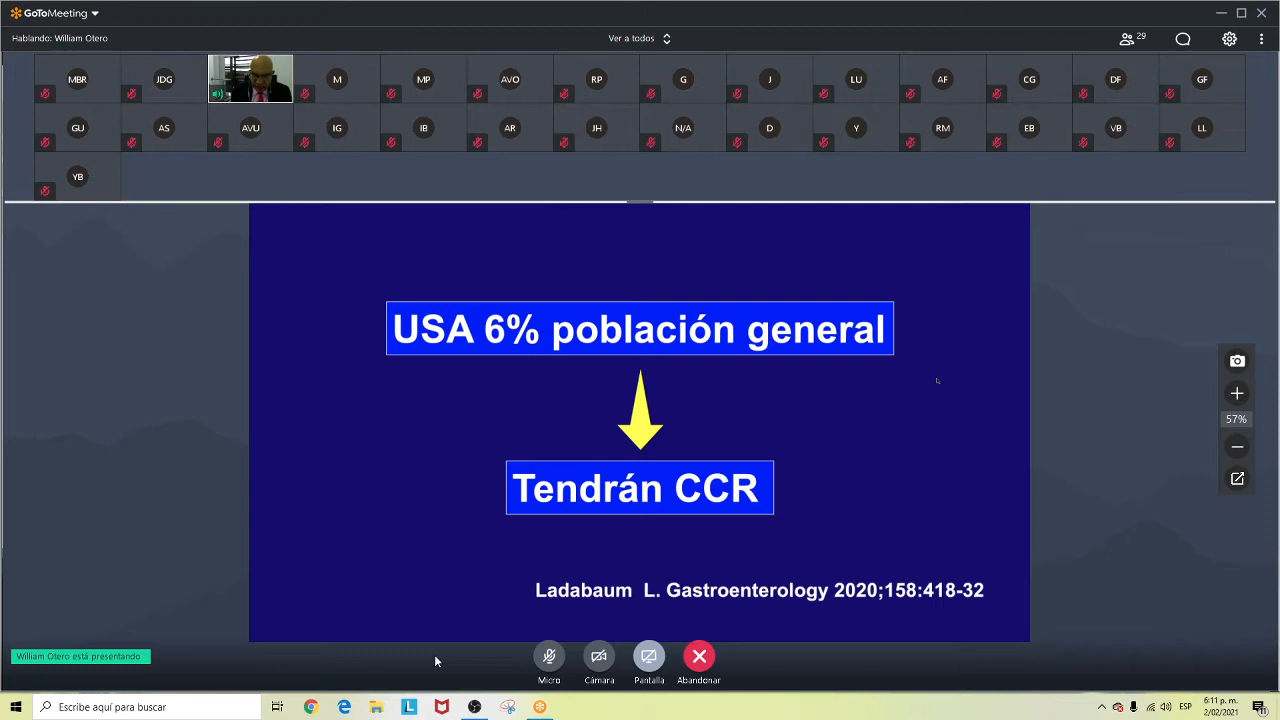 GoToMeeting
Hablando: William Otero
Ver a todos
29
MBR
JDG
M
MP
AVO
RP
G
J
LU
AF
CG
DF
GF
GU
AS
AVU
IG
IB
AR
JH
N/A
D
Y
RM
EB
VB
LL
YB
USA 6% población general
Tendrán CCR
Ladabaum L. Gastroenterology 2020;158:418-32
57%
William Otero está presentando
Micro
Cámara
Pantalla
Abandonar
Escribe aquí para buscar
L
ESP
6:11 p. m.
2/02/2021